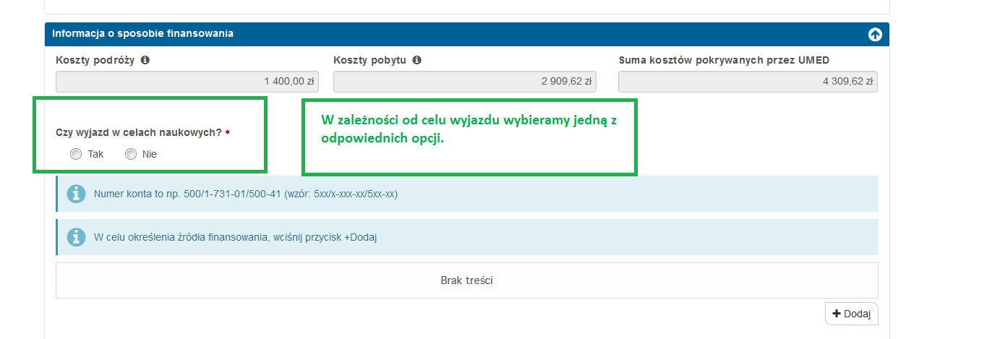 Informacja o sposobie finansowania
Koszty podróży
Koszty pobytu
Suma kosztów pokrywanych przez UMED
1 400,00 zł
2 909,62 zł
4 309,62 zł
Czy wyjazd w celach naukowych? *
Tak
Nie
W zależności od celu wyjazdu wybieramy jedną z
odpowiednich opcji.
Numer konta to np. 500/1-731-01/500-41 (wzór: 5xx/x-xxx-xx/5xx-xx)
W celu określenia źródła finansowania, wciśnij przycisk +Dodaj
Brak treści
+ Dodaj